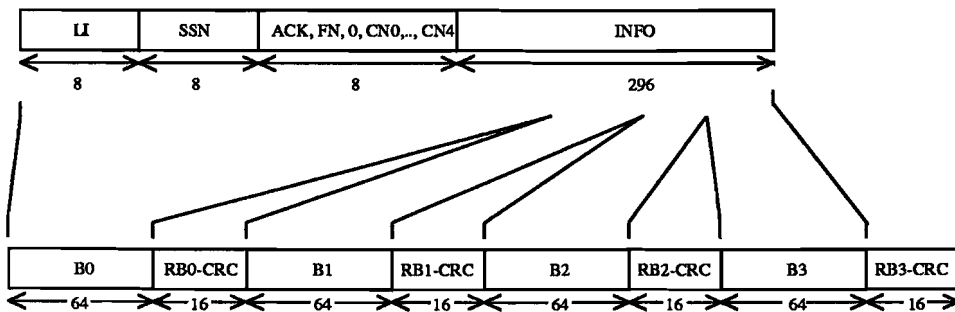 LI SSN ACK, FN, 0, CN0,.., CN4 INFO
8 8 8 296
B0 RB0-CRC B1 RB1-CRC B2 RB2-CRC B3 RB3-CRC
64 16 64 16 64 16 64 16